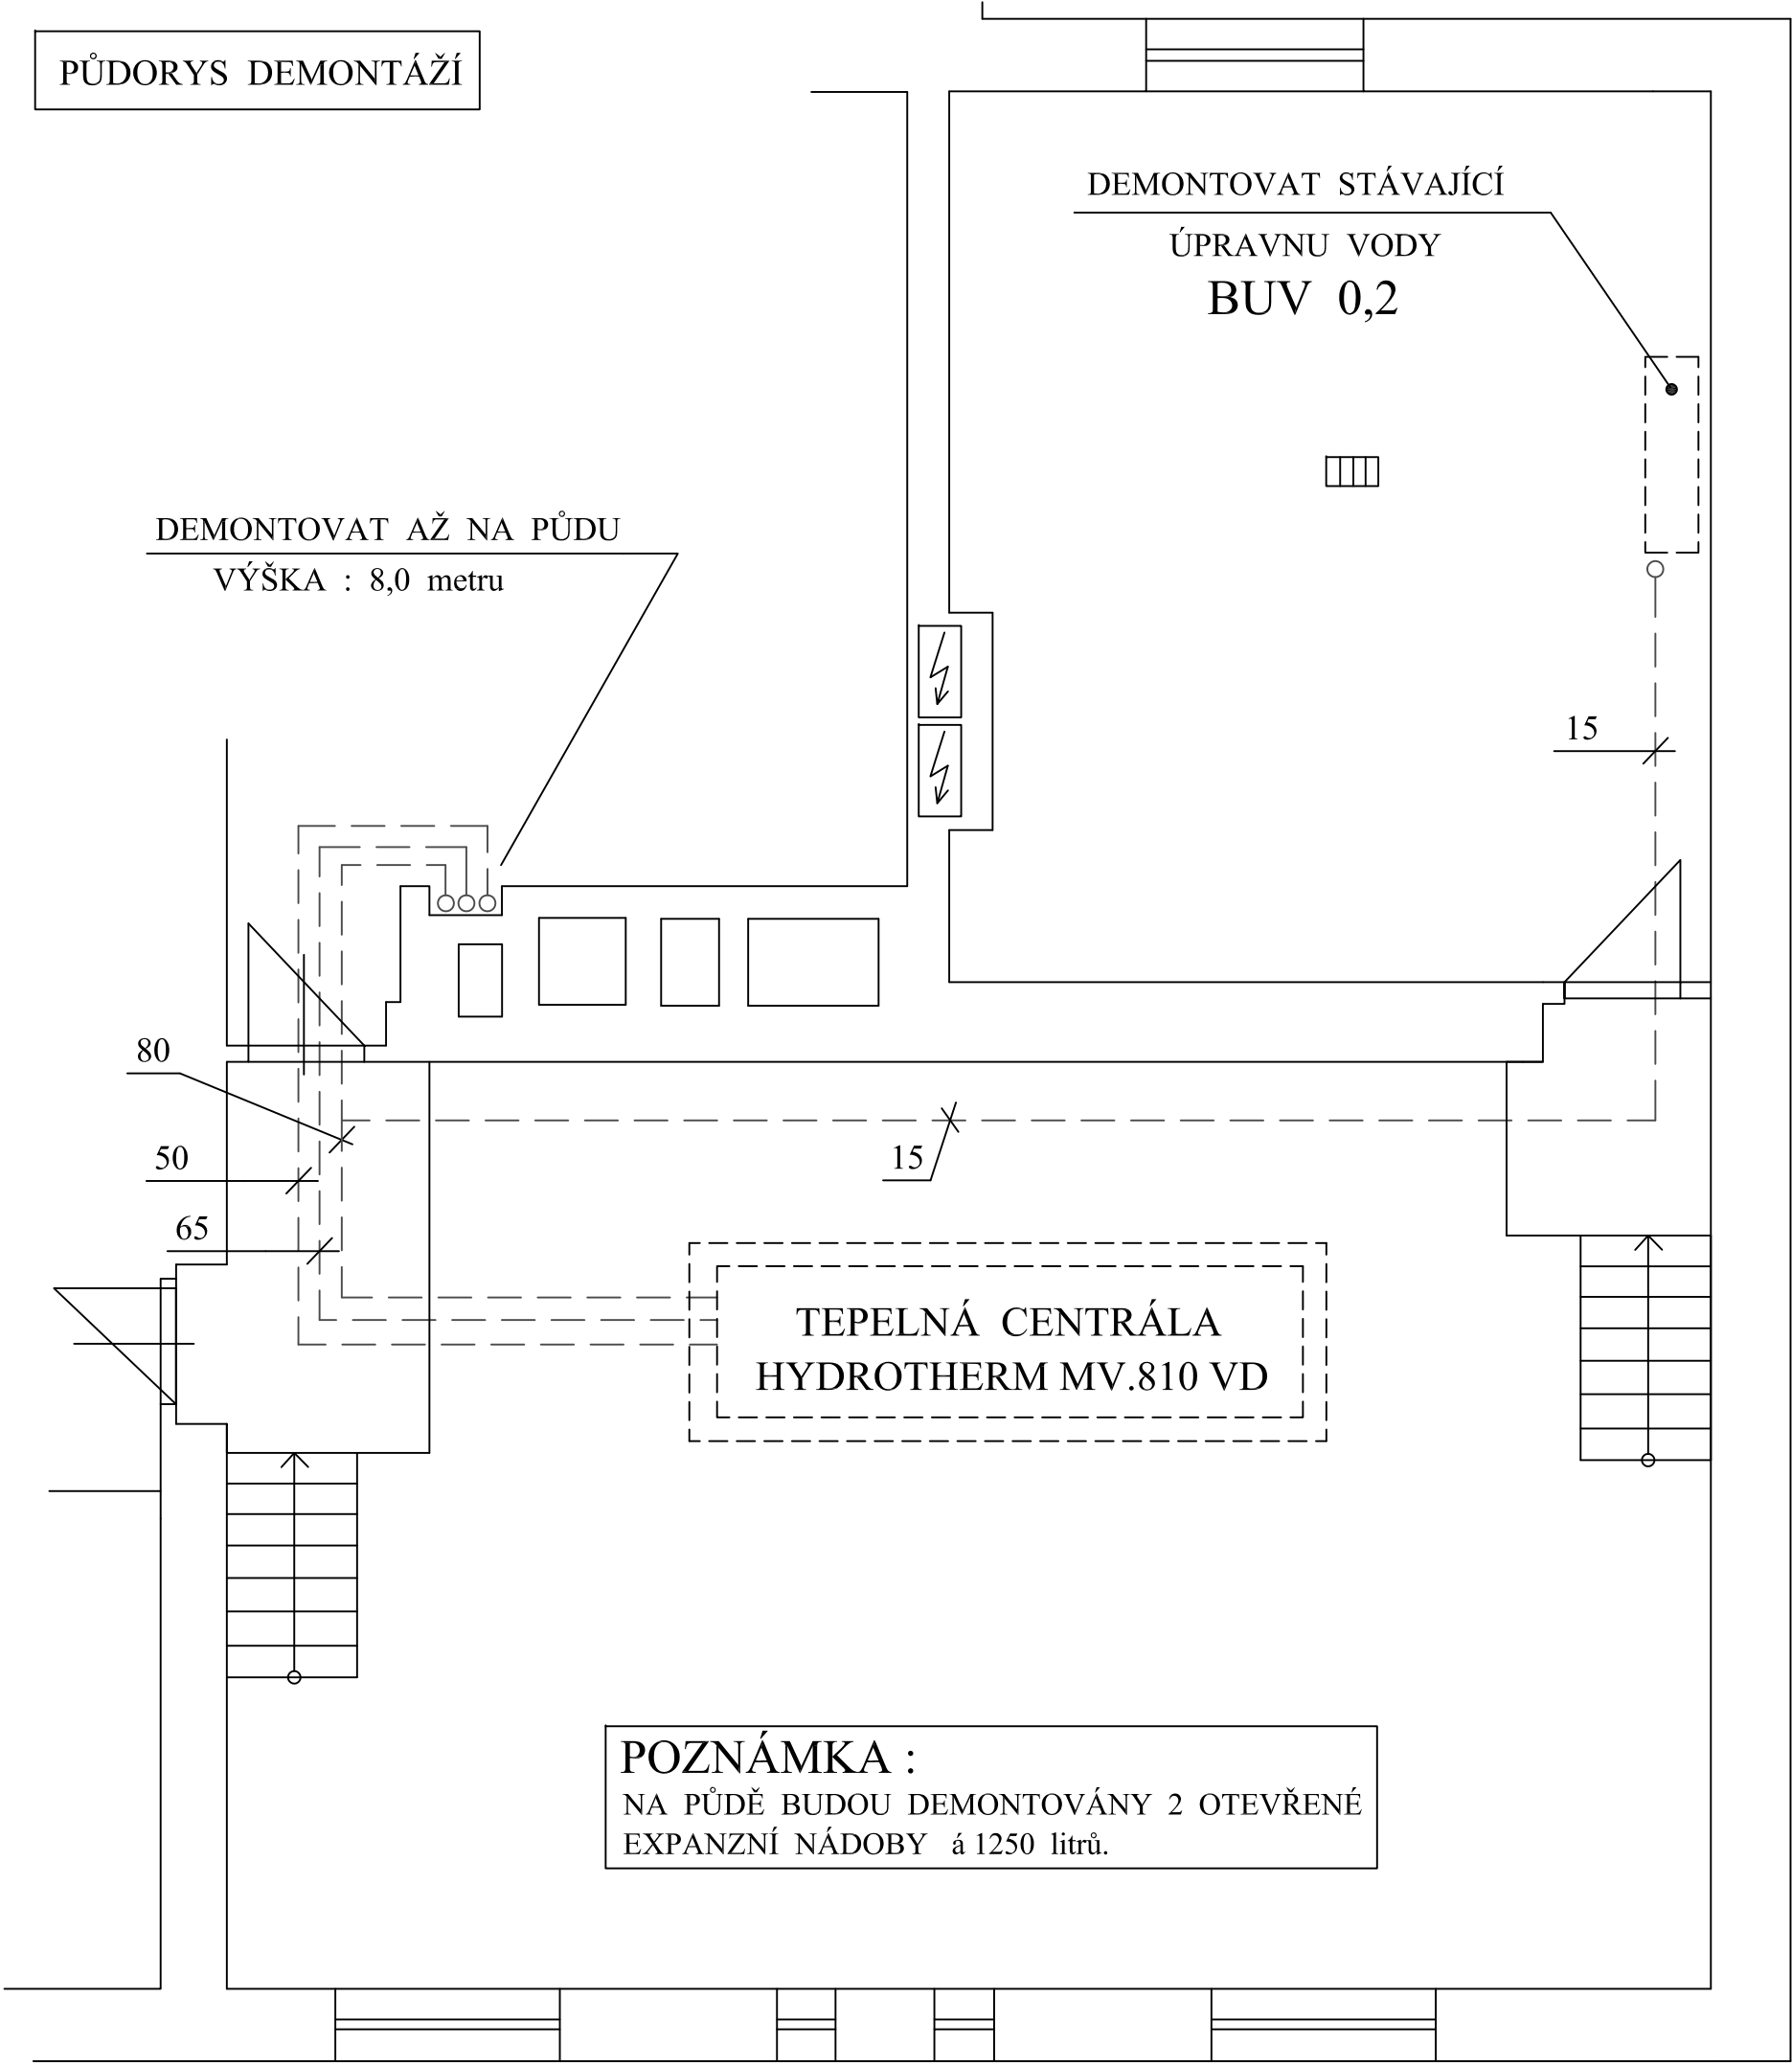 PŮDORYS DEMONTÁŽÍ
DEMONTOVAT STÁVAJÍCÍ
ÚPRAVNU VODY
BUV 0,2
DEMONTOVAT AŽ NA PŮDU
VÝŠKA : 8,0 metru
15
80
50
15
65
TEPELNÁ CENTRÁLA
HYDROTHERM MV.810 VD
POZNÁMKA :
NA PŮDĚ BUDOU DEMONTOVÁNY 2 OTEVŘENÉ
EXPANZNÍ NÁDOBY á 1250 litrů.